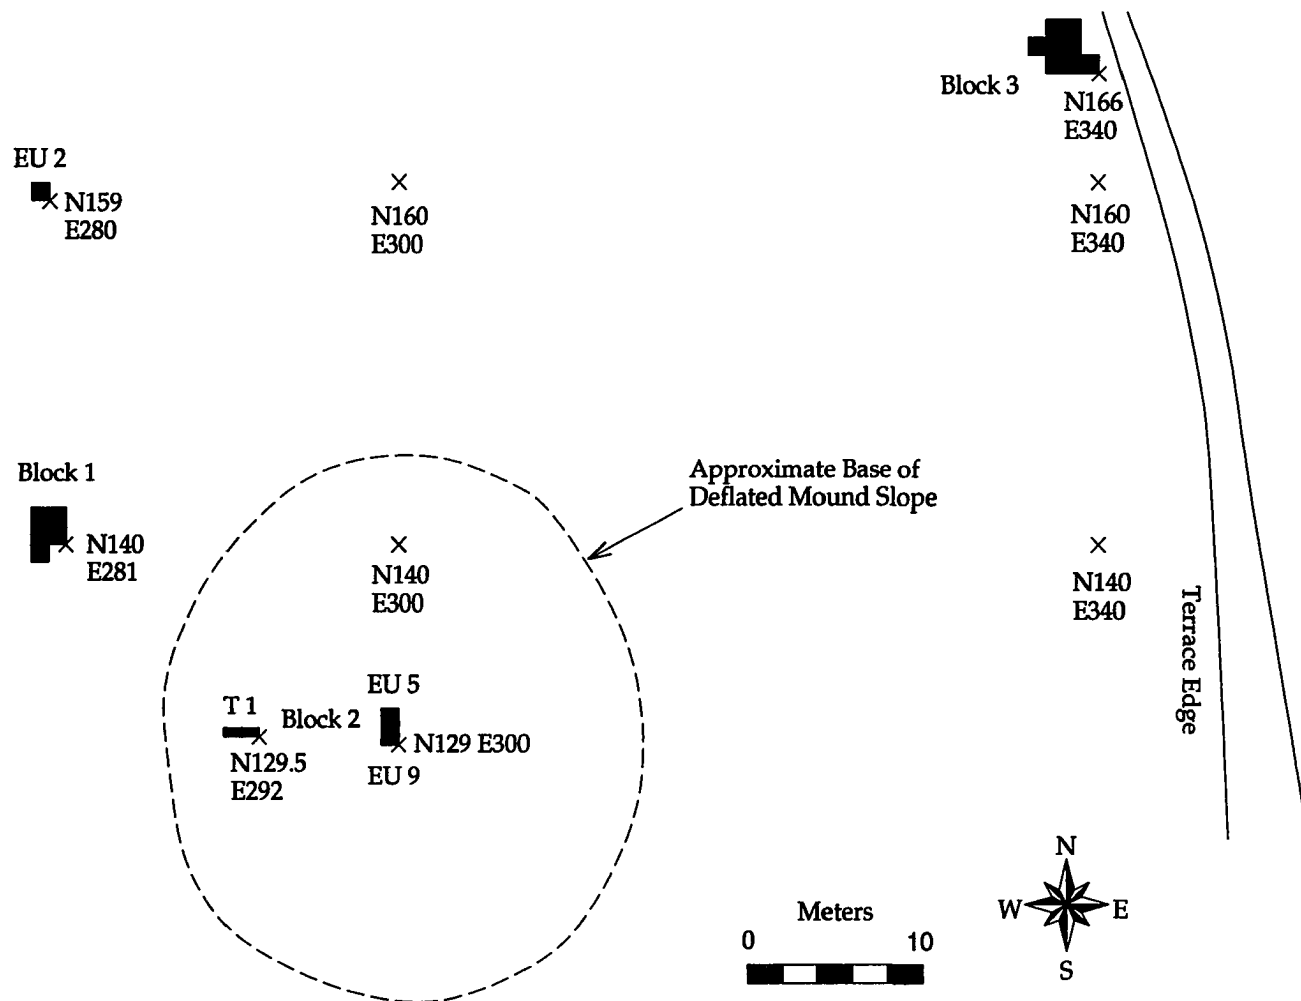 Block 3
N166
E340
EU 2
N159
E280
N160
E300
N160
E340
Block 1
Approximate Base of
Deflated Mound Slope
N140
E281
N140
E300
N140
E340
Terrace Edge
EU 5
T 1
Block 2
N129 E300
N129.5
E292
EU 9
N
W
E
S
Meters
0
10